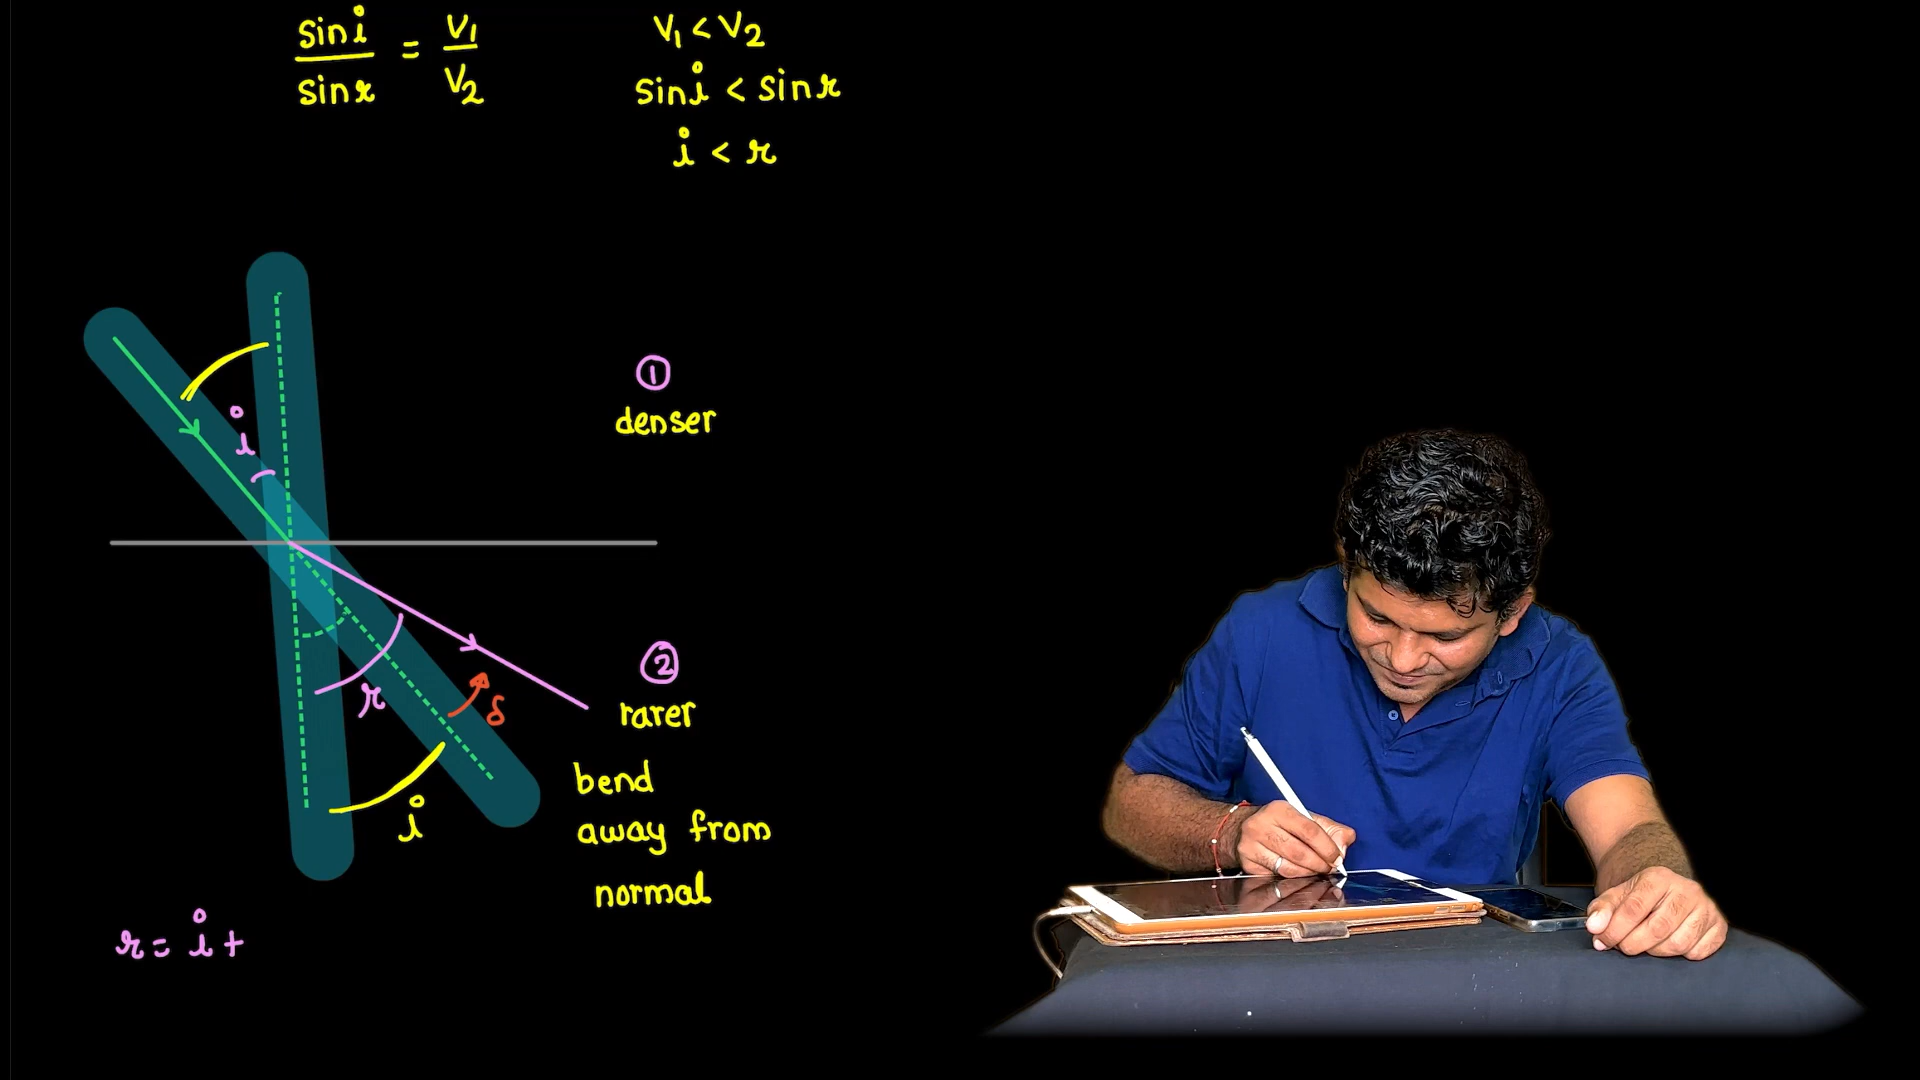 sin i / sin r = V1 / V2
V1 < V2
sin i < sin r
i < r
i
①
denser
②
rarer
r
δ
i
bend
away from
normal
r = i +